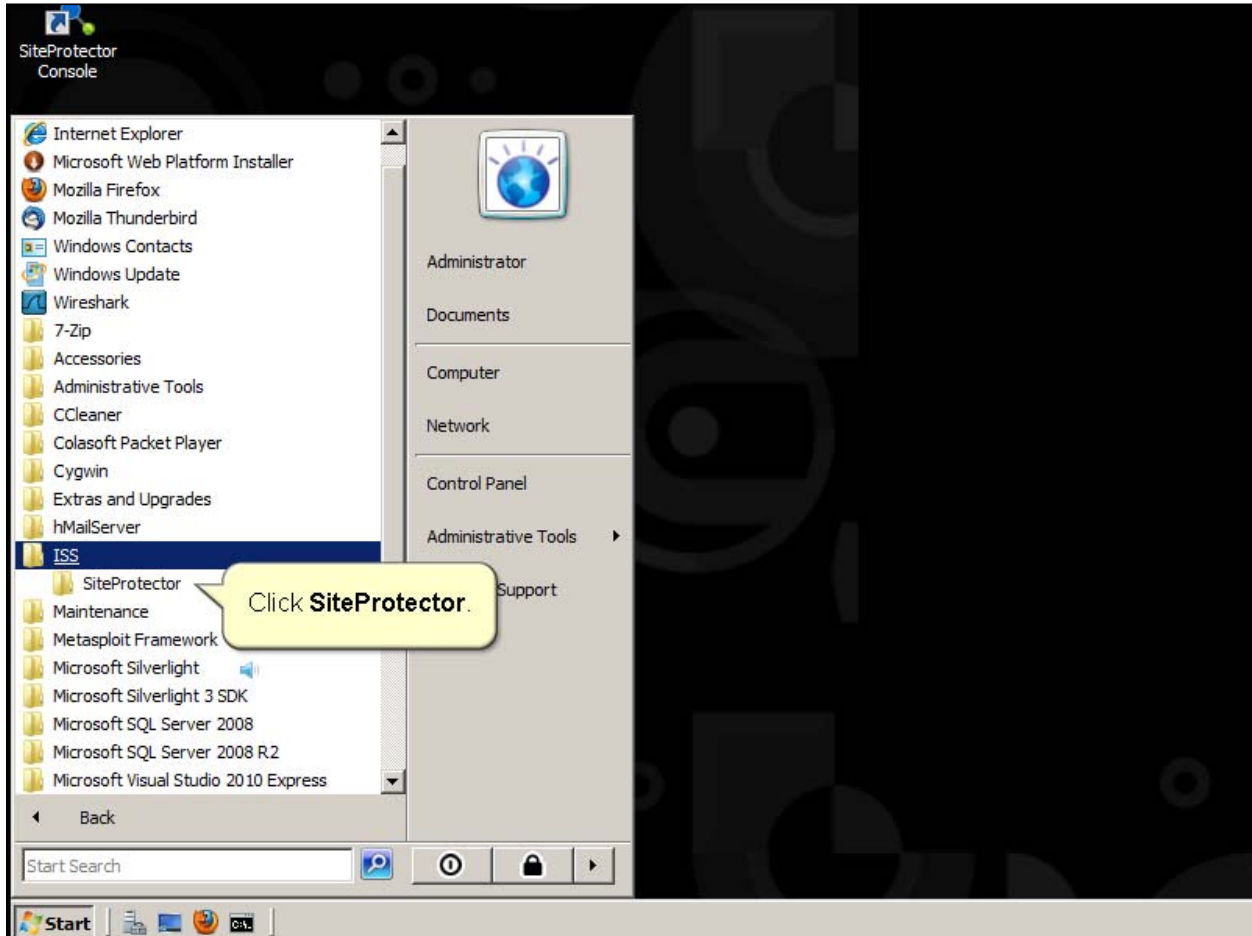 SiteProtector
Console
Internet Explorer
Microsoft Web Platform Installer
Mozilla Firefox
Mozilla Thunderbird
Windows Contacts
Windows Update
Wireshark
7-Zip
Accessories
Administrative Tools
CCleaner
Colasoft Packet Player
Cygwin
Extras and Upgrades
hMailServer
ISS
SiteProtector
Maintenance
Metasploit Framework
Microsoft Silverlight
Microsoft Silverlight 3 SDK
Microsoft SQL Server 2008
Microsoft SQL Server 2008 R2
Microsoft Visual Studio 2010 Express
Back
Start Search
Administrator
Documents
Computer
Network
Control Panel
Administrative Tools
Support
Click SiteProtector.
Start